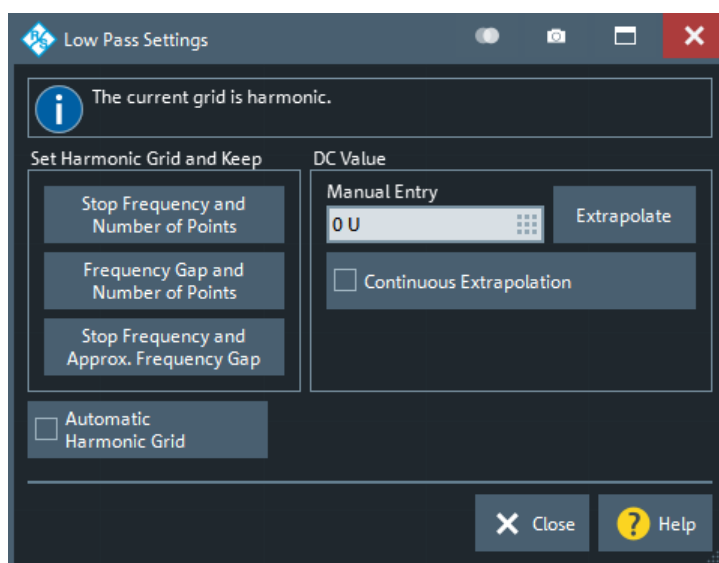 R&S Low Pass Settings
The current grid is harmonic.
Set Harmonic Grid and Keep
Stop Frequency and
Number of Points
Frequency Gap and
Number of Points
Stop Frequency and
Approx. Frequency Gap
Automatic
Harmonic Grid
DC Value
Manual Entry
0 U
Extrapolate
Continuous Extrapolation
Close
? Help